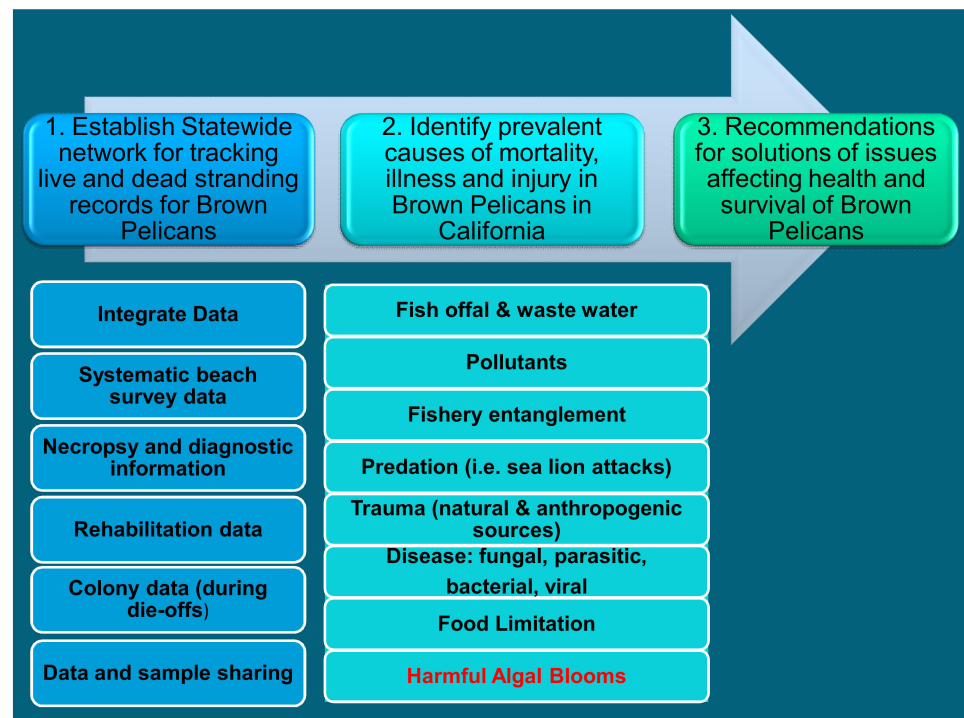 1. Establish Statewide
network for tracking
live and dead stranding
records for Brown
Pelicans
2. Identify prevalent
causes of mortality,
illness and injury in
Brown Pelicans in
California
3. Recommendations
for solutions of issues
affecting health and
survival of Brown
Pelicans
Integrate Data
Systematic beach
survey data
Necropsy and diagnostic
information
Rehabilitation data
Colony data (during
die-offs)
Data and sample sharing
Fish offal & waste water
Pollutants
Fishery entanglement
Predation (i.e. sea lion attacks)
Trauma (natural & anthropogenic
sources)
Disease: fungal, parasitic,
bacterial, viral
Food Limitation
Harmful Algal Blooms